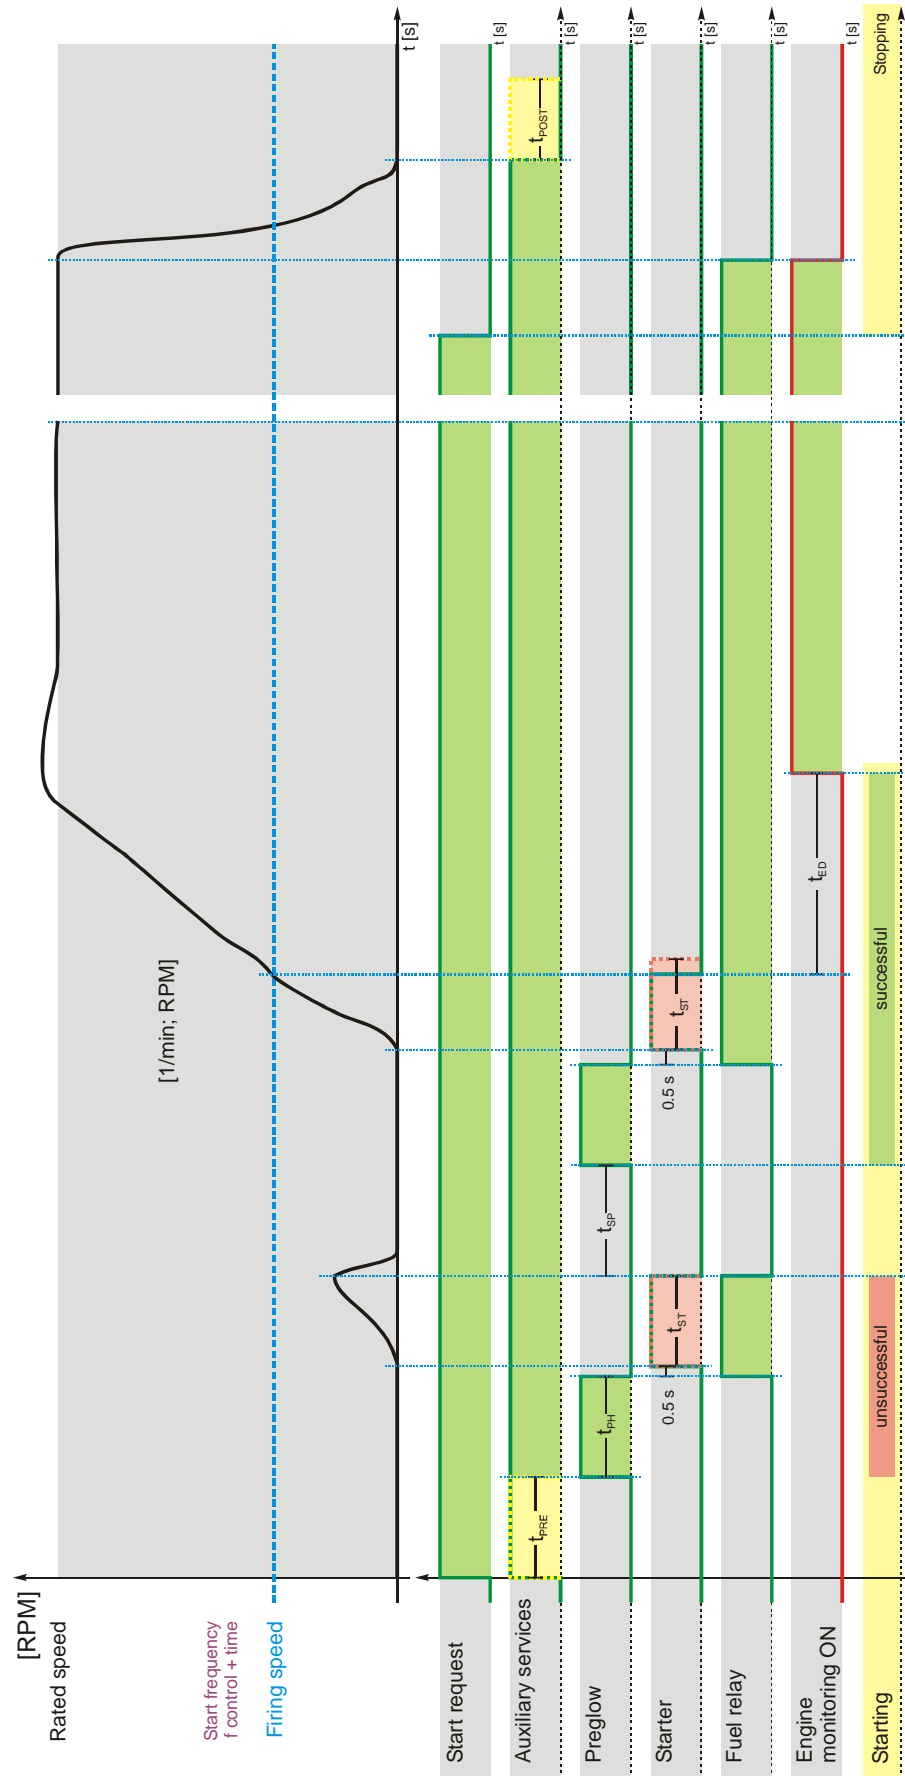 [RPM]
Rated speed
[1/min; RPM]
Start frequency
f control + time
Firing speed
t [s]
Start request
t [s]
Auxiliary services
tPRE
tPOST
t [s]
Preglow
tPH
tSP
t [s]
Starter
0.5 s
tST
0.5 s
tST
t [s]
Fuel relay
t [s]
Engine
monitoring ON
tED
t [s]
Starting
unsuccessful
successful
Stopping